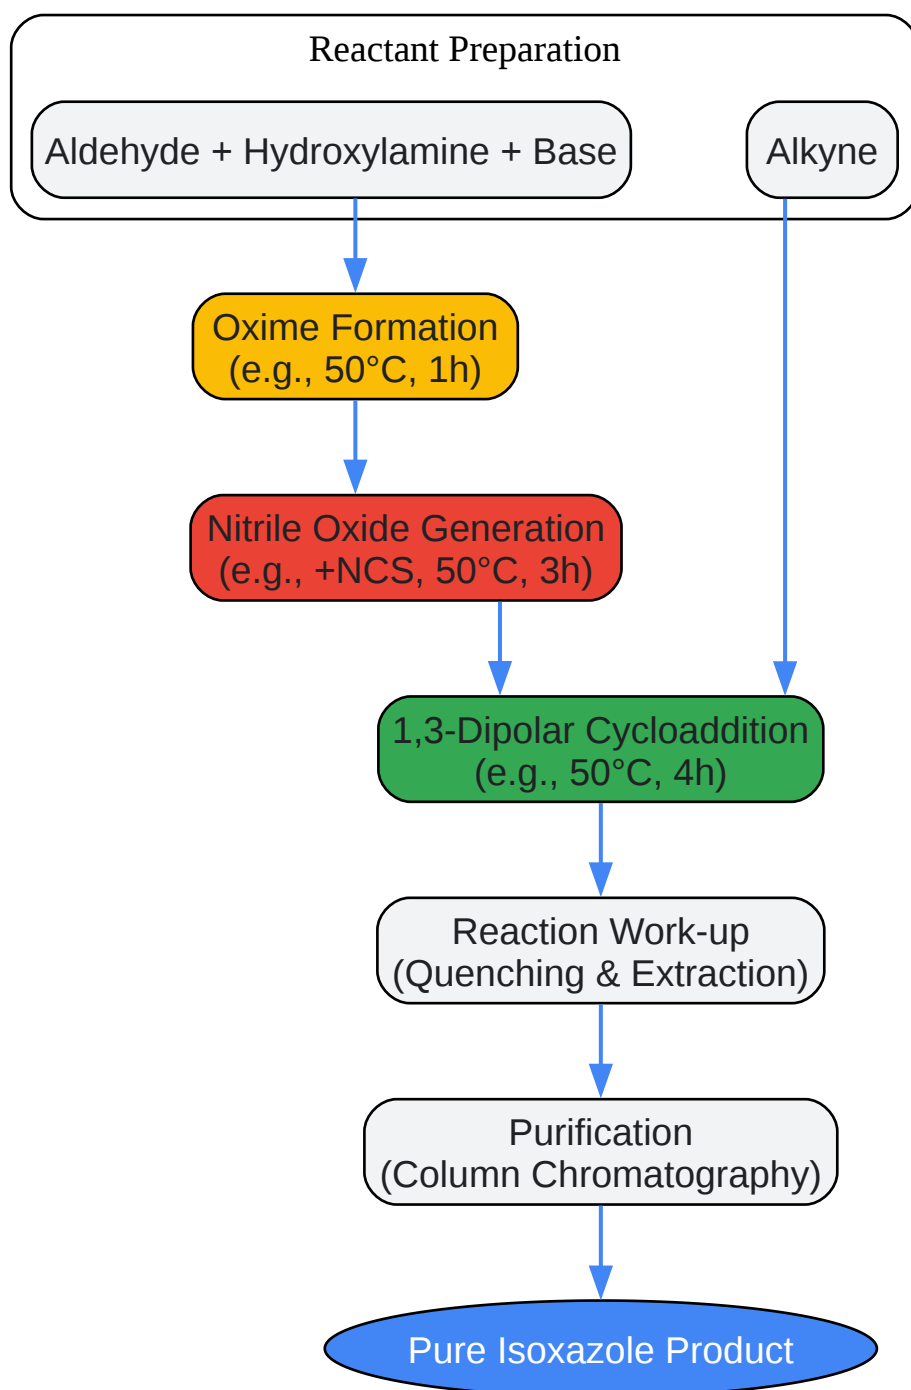 Reactant Preparation
Aldehyde + Hydroxylamine + Base
Alkyne
Oxime Formation
(e.g., 50°C, 1h)
Nitrile Oxide Generation
(e.g., +NCS, 50°C, 3h)
1,3-Dipolar Cycloaddition
(e.g., 50°C, 4h)
Reaction Work-up
(Quenching & Extraction)
Purification
(Column Chromatography)
Pure Isoxazole Product